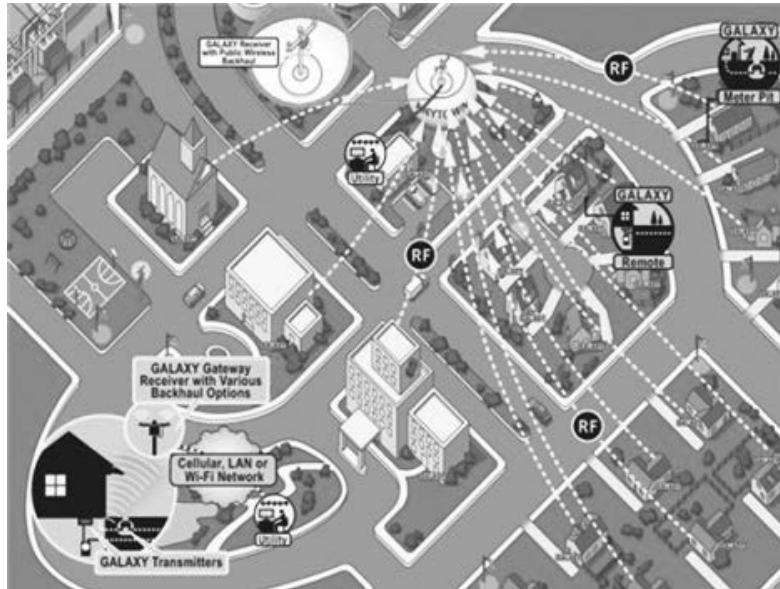 GALAXY Receiver
with Public Wireless
Backhaul
RF
GALAXY
Meter Pit
Utility
GALAXY
Remote
RF
GALAXY Gateway
Receiver with Various
Backhaul Options
RF
Cellular, LAN or
Wi-Fi Network
Utility
GALAXY Transmitters